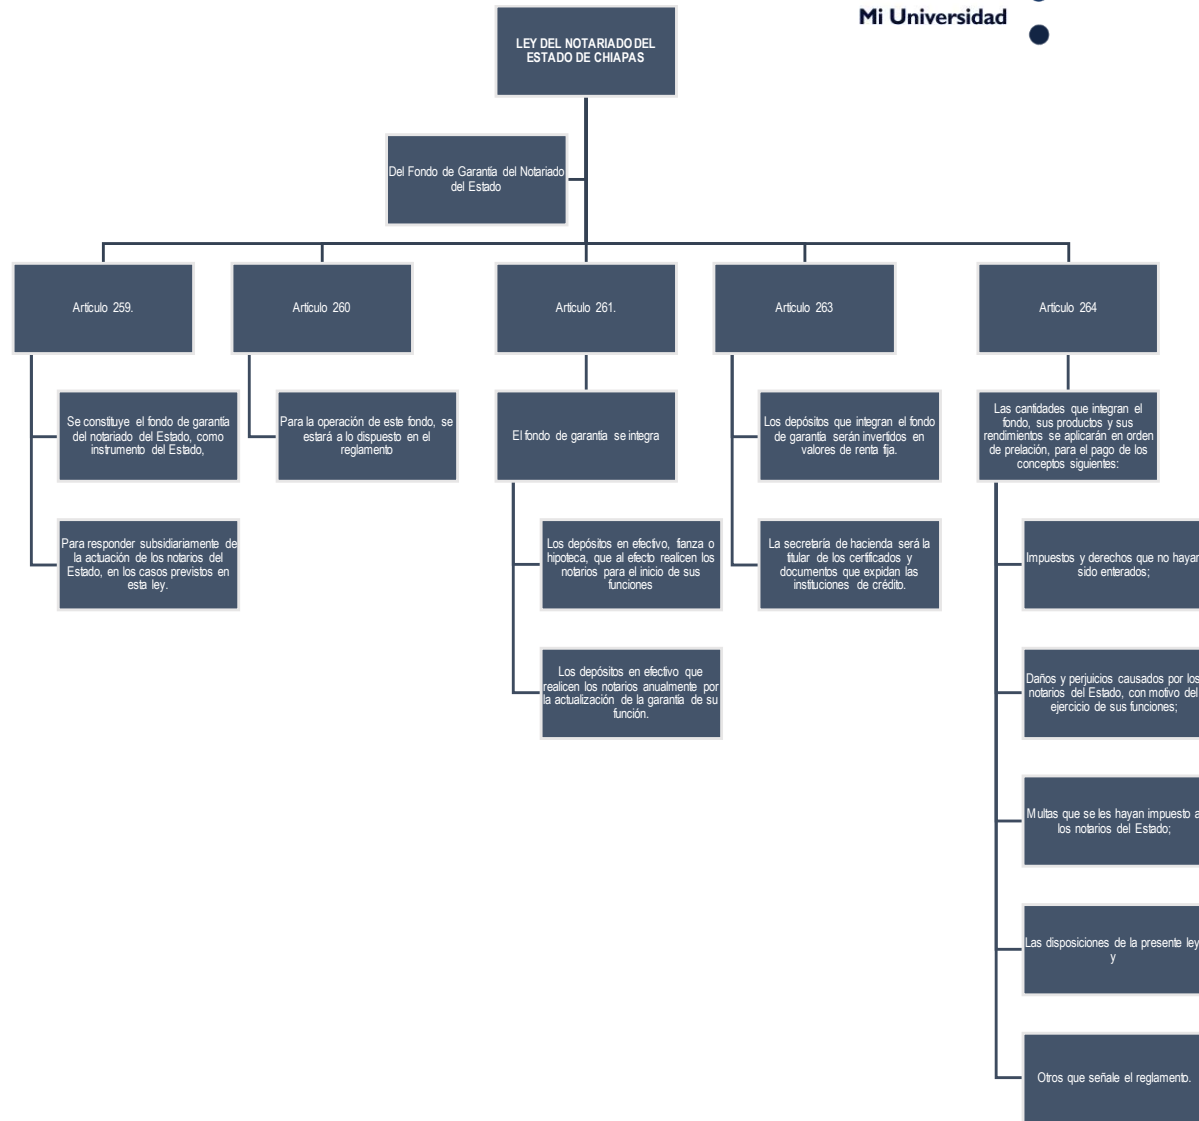 Mi Universidad
LEY DEL NOTARIADO DEL
ESTADO DE CHIAPAS
Del Fondo de Garantía del Notariado
del Estado
Artículo 259.
Se constituye el fondo de garantía
del notariado del Estado, como
instrumento del Estado,
Para responder subsidiariamente de
la actuación de los notarios del
Estado, en los casos previstos en
esta ley.
Artículo 260
Para la operación de este fondo, se
estará a lo dispuesto en el
reglamento
Artículo 261.
El fondo de garantía se integra
Los depósitos en efectivo, fianza o
hipoteca, que al efecto realicen los
notarios para el inicio de sus
funciones
Los depósitos en efectivo que
realicen los notarios anualmente por
la actualización de la garantía de su
función.
Artículo 263
Los depósitos que integran el fondo
de garantía serán invertidos en
valores de renta fija.
La secretaría de hacienda será la
titular de los certificados y
documentos que expidan las
instituciones de crédito.
Artículo 264
Las cantidades que integran el
fondo, sus productos y sus
rendimientos se aplicarán en orden
de prelación, para el pago de los
conceptos siguientes:
Impuestos y derechos que no hayan
sido enterados;
Daños y perjuicios causados por los
notarios del Estado, con motivo del
ejercicio de sus funciones;
Multas que se les hayan impuesto a
los notarios del Estado;
Las disposiciones de la presente ley
y
Otros que señale el reglamento.